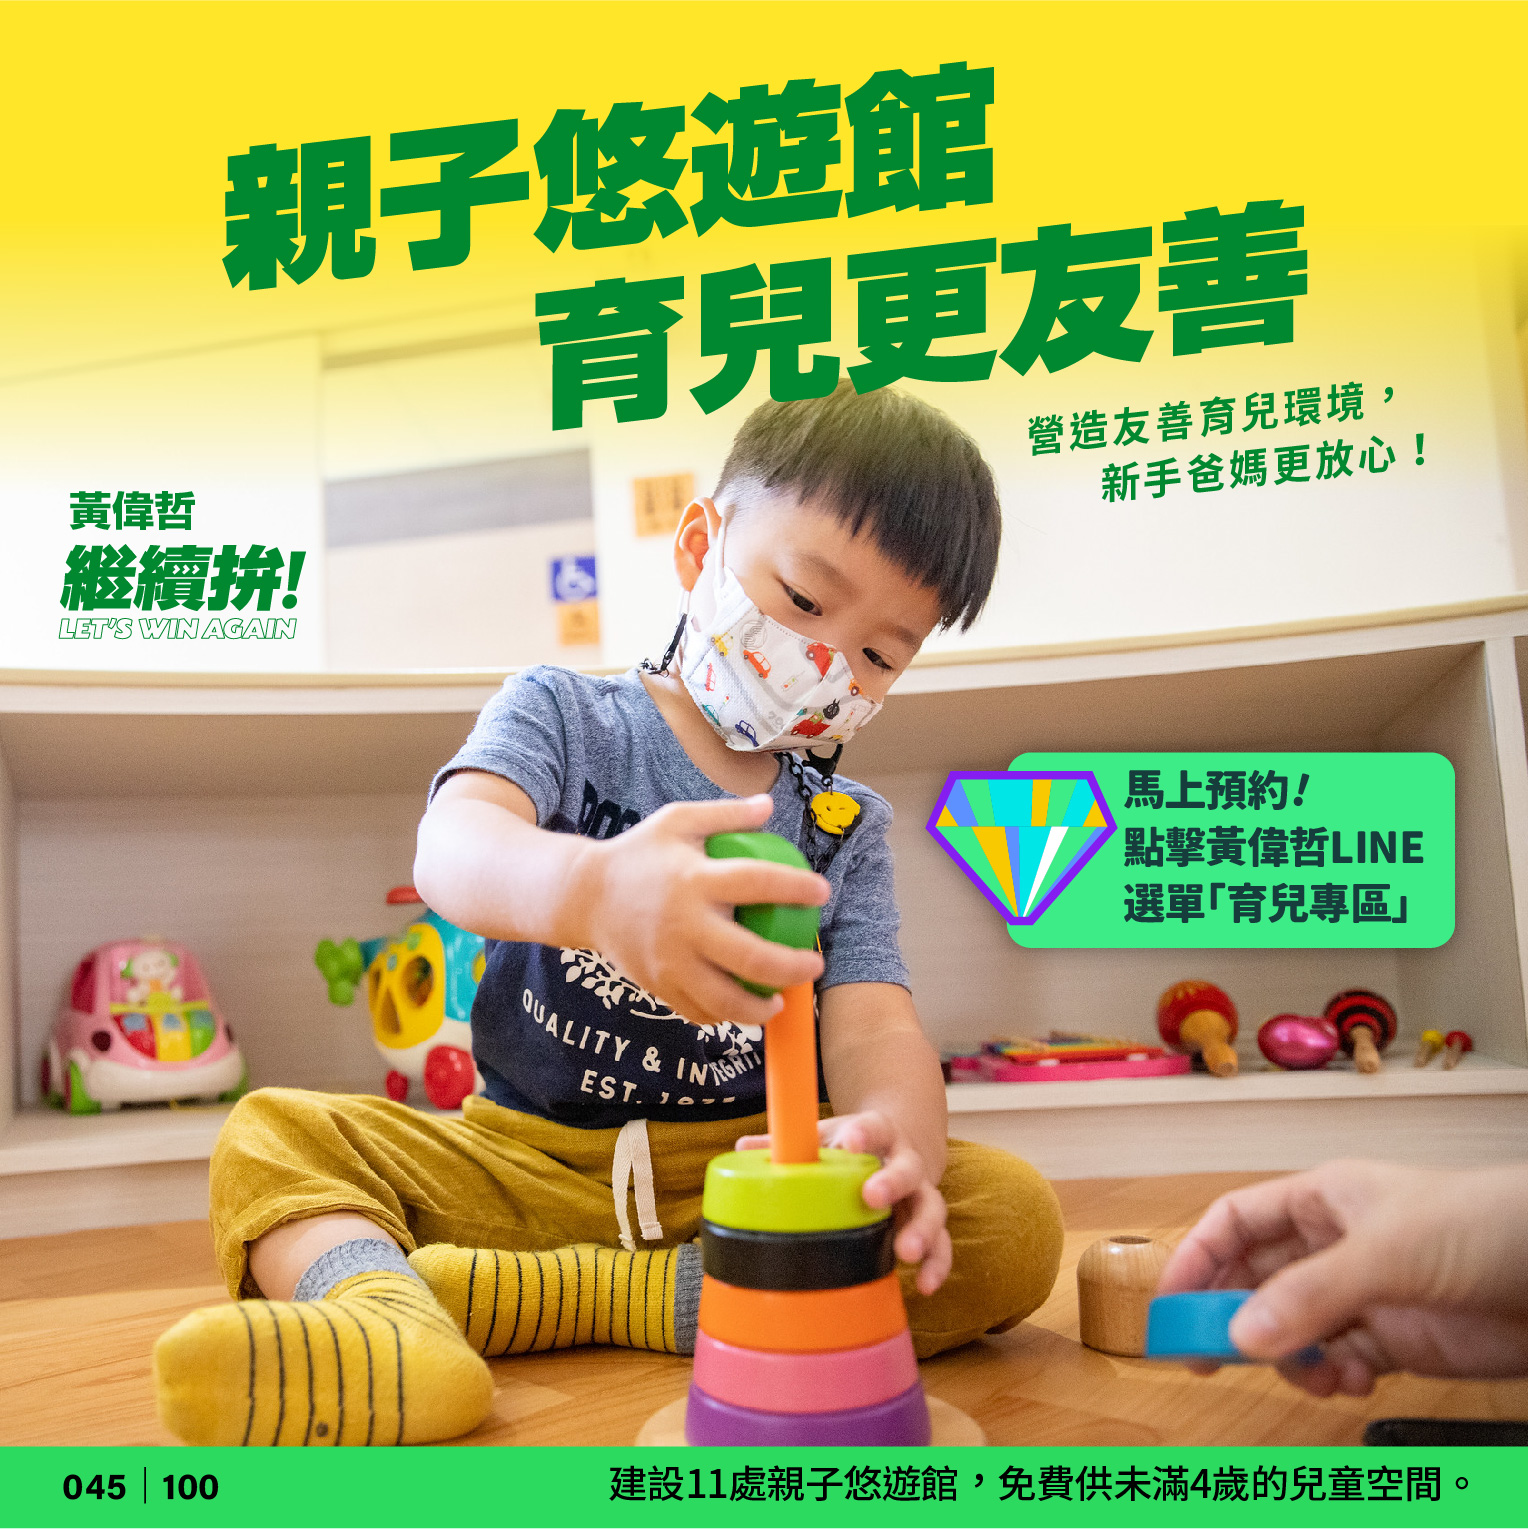 親子悠遊館
育兒更友善
營造友善育兒環境，
新手爸媽更放心！
黃偉哲
繼續拚!
LET'S WIN AGAIN
馬上預約!
點擊黃偉哲LINE
選單「育兒專區」
QUALITY & INTEGRIT
EST.
045 | 100
建設11處親子悠遊館，免費供未滿4歲的兒童空間。